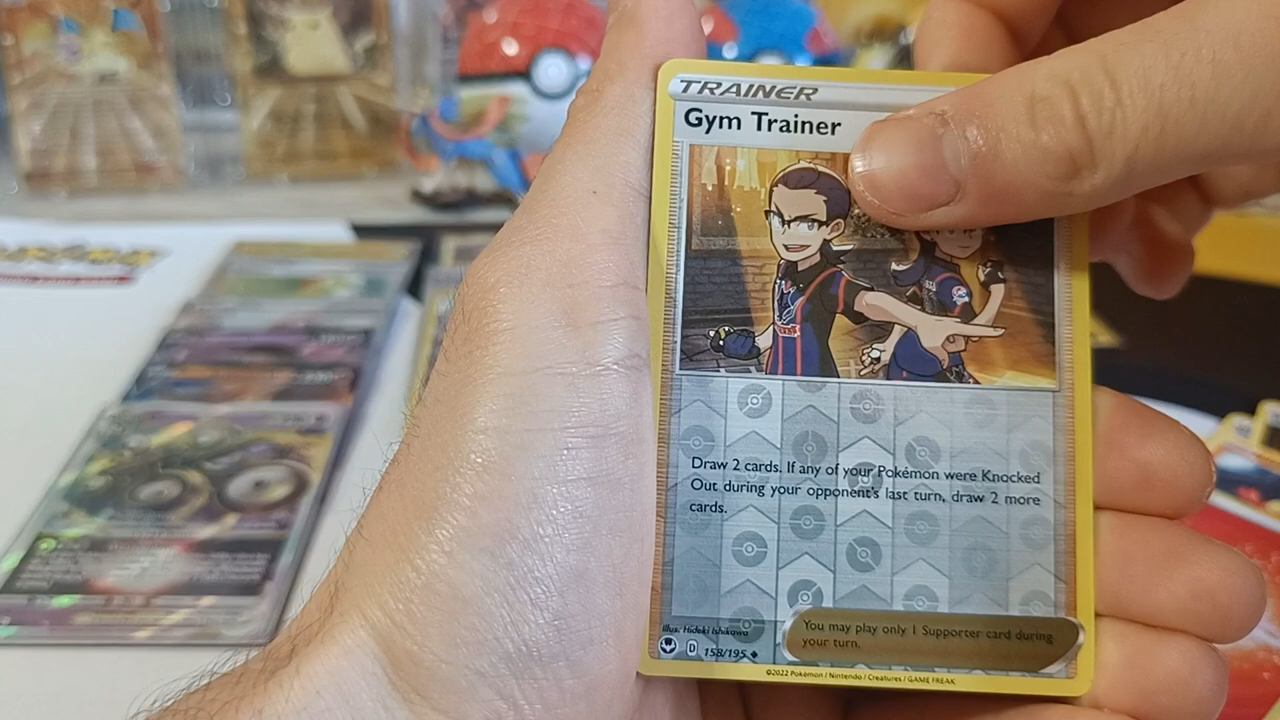 TRAINER
Gym Trainer
Draw 2 cards. If any of your Pokémon were Knocked
Out during your opponent's last turn, draw 2 more
cards.
You may play only 1 Supporter card during
your turn.
Illus. Hideki Ishikawa
D 158/195 ◆
©2022 Pokémon / Nintendo / Creatures / GAME FREAK